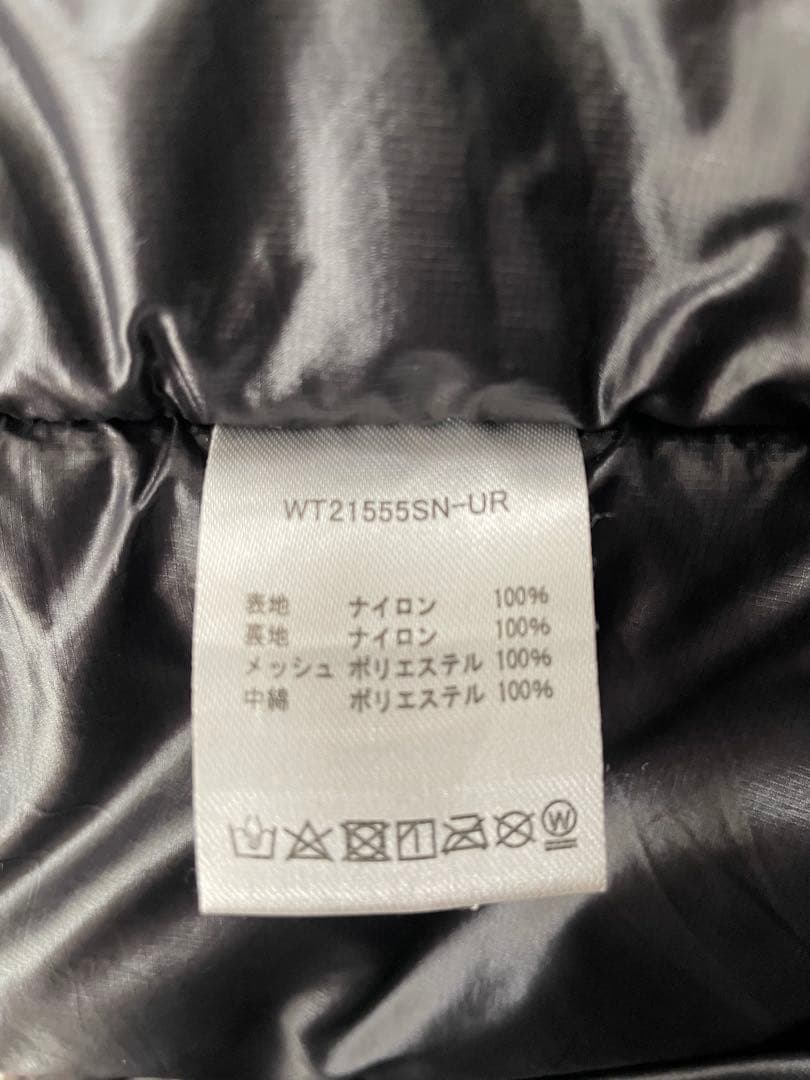 WT21555SN-UR
表地 ナイロン 100%
裏地 ナイロン 100%
メッシュ ポリエステル 100%
中綿 ポリエステル 100%
W